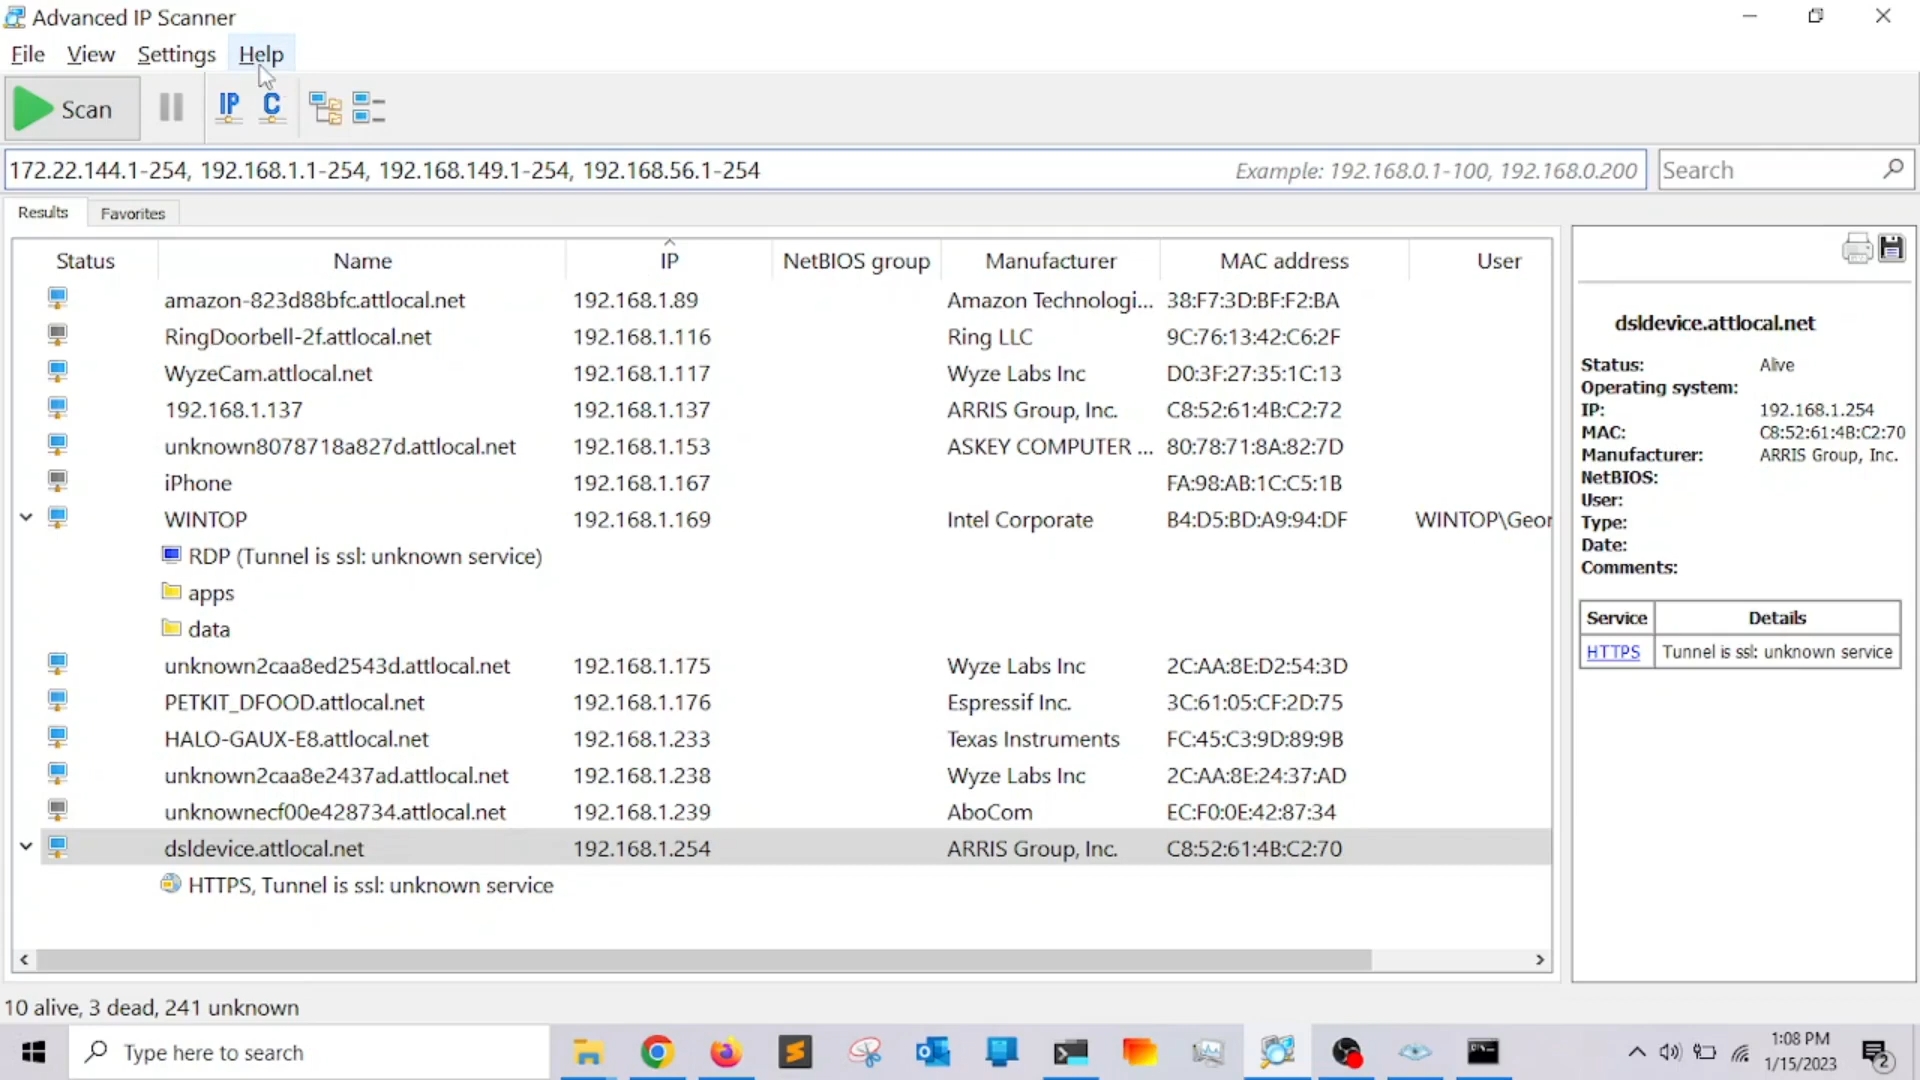 Advanced IP Scanner
File View Settings Help
Scan IP C
172.22.144.1-254, 192.168.1.1-254, 192.168.149.1-254, 192.168.56.1-254 Example: 192.168.0.1-100, 192.168.0.200 Search
Results Favorites
Status Name IP NetBIOS group Manufacturer MAC address User
amazon-823d88bfc.attlocal.net 192.168.1.89 Amazon Technologi... 38:F7:3D:BF:F2:BA
RingDoorbell-2f.attlocal.net 192.168.1.116 Ring LLC 9C:76:13:42:C6:2F
WyzeCam.attlocal.net 192.168.1.117 Wyze Labs Inc D0:3F:27:35:1C:13
192.168.1.137 192.168.1.137 ARRIS Group, Inc. C8:52:61:4B:C2:72
unknown8078718a827d.attlocal.net 192.168.1.153 ASKEY COMPUTER ... 80:78:71:8A:82:7D
iPhone 192.168.1.167 FA:98:AB:1C:C5:1B
WINTOP 192.168.1.169 Intel Corporate B4:D5:BD:A9:94:DF WINTOP\Geor
RDP (Tunnel is ssl: unknown service)
apps
data
unknown2caa8ed2543d.attlocal.net 192.168.1.175 Wyze Labs Inc 2C:AA:8E:D2:54:3D
PETKIT_DFOOD.attlocal.net 192.168.1.176 Espressif Inc. 3C:61:05:CF:2D:75
HALO-GAUX-E8.attlocal.net 192.168.1.233 Texas Instruments FC:45:C3:9D:89:9B
unknown2caa8e2437ad.attlocal.net 192.168.1.238 Wyze Labs Inc 2C:AA:8E:24:37:AD
unknownecf00e428734.attlocal.net 192.168.1.239 AboCom EC:F0:0E:42:87:34
dsldevice.attlocal.net 192.168.1.254 ARRIS Group, Inc. C8:52:61:4B:C2:70
HTTPS, Tunnel is ssl: unknown service
dsldevice.attlocal.net
Status: Alive
Operating system:
IP: 192.168.1.254
MAC: C8:52:61:4B:C2:70
Manufacturer: ARRIS Group, Inc.
NetBIOS:
User:
Type:
Date:
Comments:
Service Details
HTTPS Tunnel is ssl: unknown service
10 alive, 3 dead, 241 unknown
Type here to search
1:08 PM
1/15/2023
2